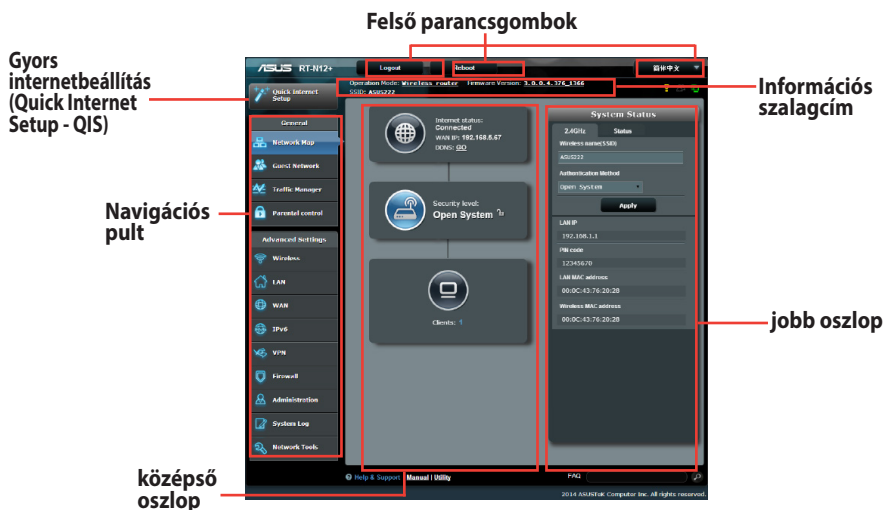 Felső parancsgombok
Gyors
internetbeállítás
(Quick Internet
Setup - QIS)
Információs
szalagcím
Navigációs
pult
jobb oszlop
középső
oszlop
ASUS RT-N12+
Logout
Reboot
简体中文
Quick Internet
Setup
Operation Mode: Wireless router Firmware Version: 3.0.0.4.376_1366
SSID: ASUS222
General
Network Map
Guest Network
Traffic Manager
Parental control
Advanced Settings
Wireless
LAN
WAN
IPv6
VPN
Firewall
Administration
System Log
Network Tools
Internet status:
Connected
WAN IP: 192.168.5.67
DDNS: GO
Security level:
Open System
Clients: 1
System Status
2.4GHz Status
Wireless name(SSID)
ASUS222
Authentication Method
Open System
Apply
LAN IP
192.168.1.1
PIN code
12345670
LAN MAC address
00:0C:43:76:20:28
Wireless MAC address
00:0C:43:76:20:28
Help & Support Manual | Utility
FAQ
2014 ASUSTeK Computer Inc. All rights reserved.